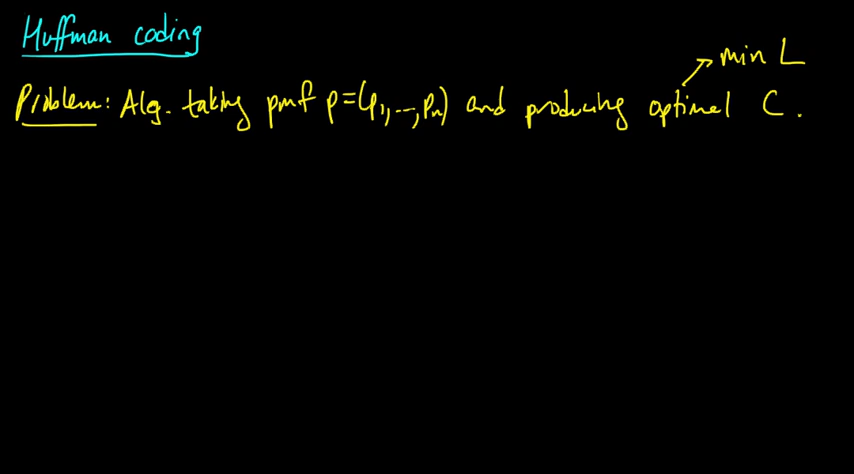 Huffman coding
min L
Problem: Alg. taking pmf p=(p1,...,pn) and producing optimal C.